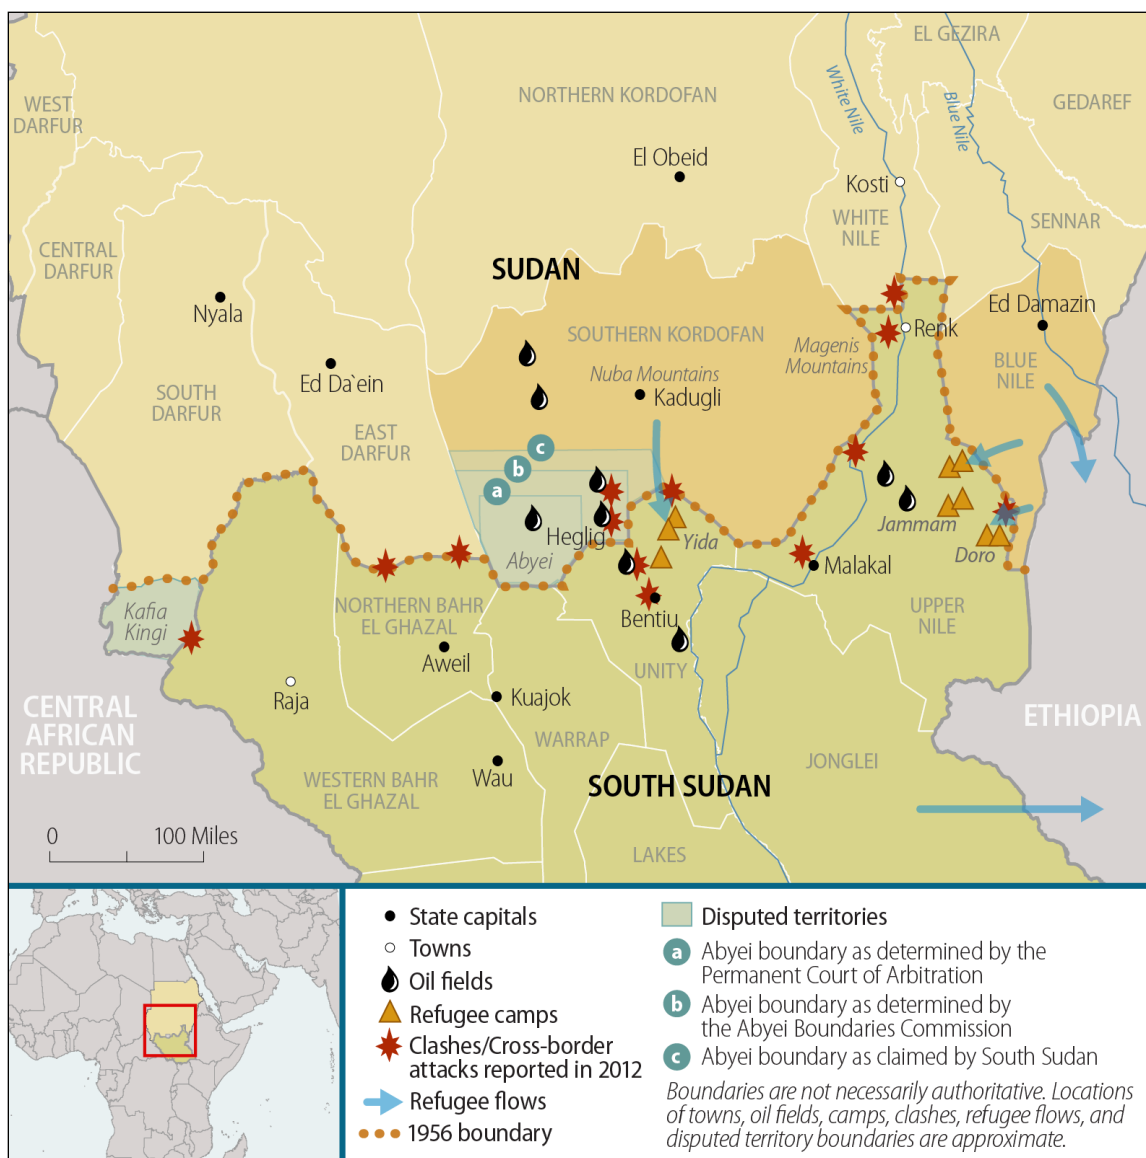 EL GEZIRA
WEST
DARFUR
NORTHERN KORDOFAN
White Nile
Blue Nile
GEDAREF
El Obeid
Kosti
WHITE
NILE
SENNAR
CENTRAL
DARFUR
SUDAN
Nyala
Ed Damazin
SOUTHERN KORDOFAN
Renk
Magenis
Mountains
BLUE
NILE
Ed Da`ein
Nuba Mountains
Kadugli
SOUTH
DARFUR
EAST
DARFUR
c
b
a
Heglig
Abyei
Yida
Jammam
Doro
Malakal
Kafia
Kingi
NORTHERN BAHR
EL GHAZAL
Bentiu
UPPER
NILE
Aweil
UNITY
Raja
Kuajok
CENTRAL
AFRICAN
REPUBLIC
ETHIOPIA
WARRAP
JONGLEI
WESTERN BAHR
EL GHAZAL
Wau
SOUTH SUDAN
0 100 Miles
LAKES
State capitals
Towns
Oil fields
Refugee camps
Clashes/Cross-border
attacks reported in 2012
Refugee flows
1956 boundary
Disputed territories
a Abyei boundary as determined by the
Permanent Court of Arbitration
b Abyei boundary as determined by
the Abyei Boundaries Commission
c Abyei boundary as claimed by South Sudan
Boundaries are not necessarily authoritative. Locations
of towns, oil fields, camps, clashes, refugee flows, and
disputed territory boundaries are approximate.